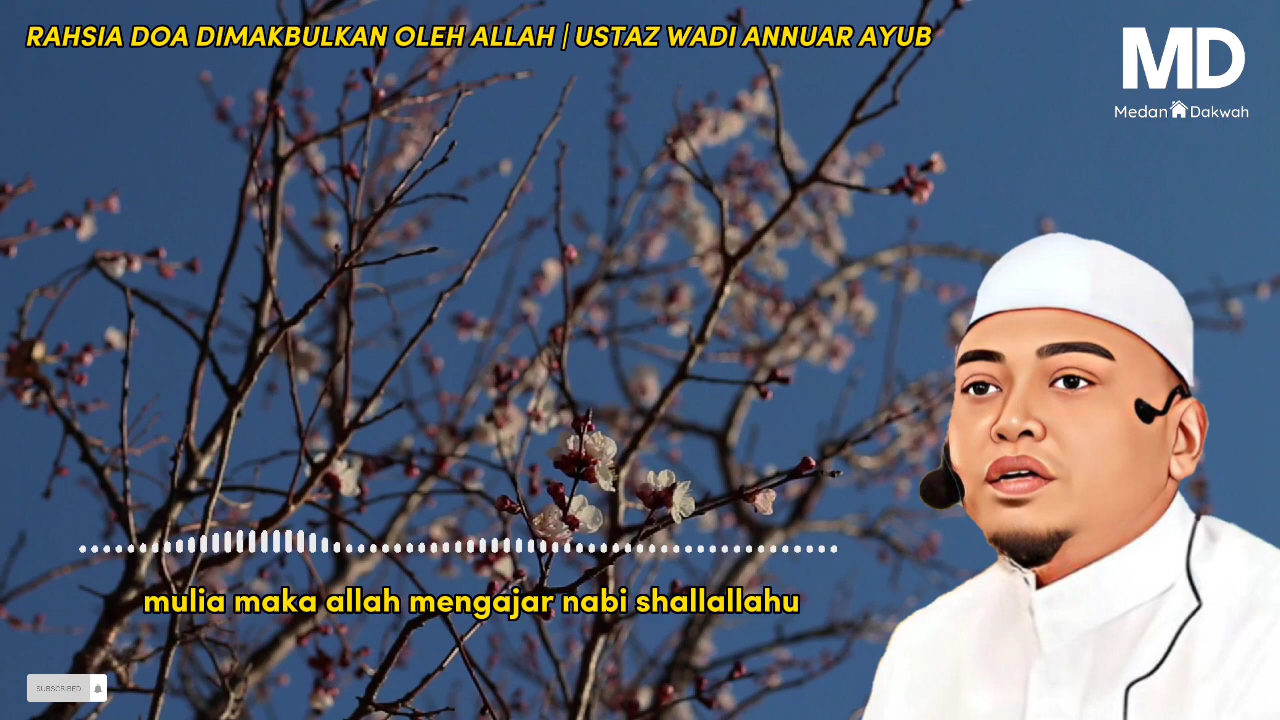 RAHSIA DOA DIMAKBULKAN OLEH ALLAH | USTAZ WADI ANNUAR AYUB
MD
Medan Dakwah
mulia maka allah mengajar nabi shallallahu
SUBSCRIBED